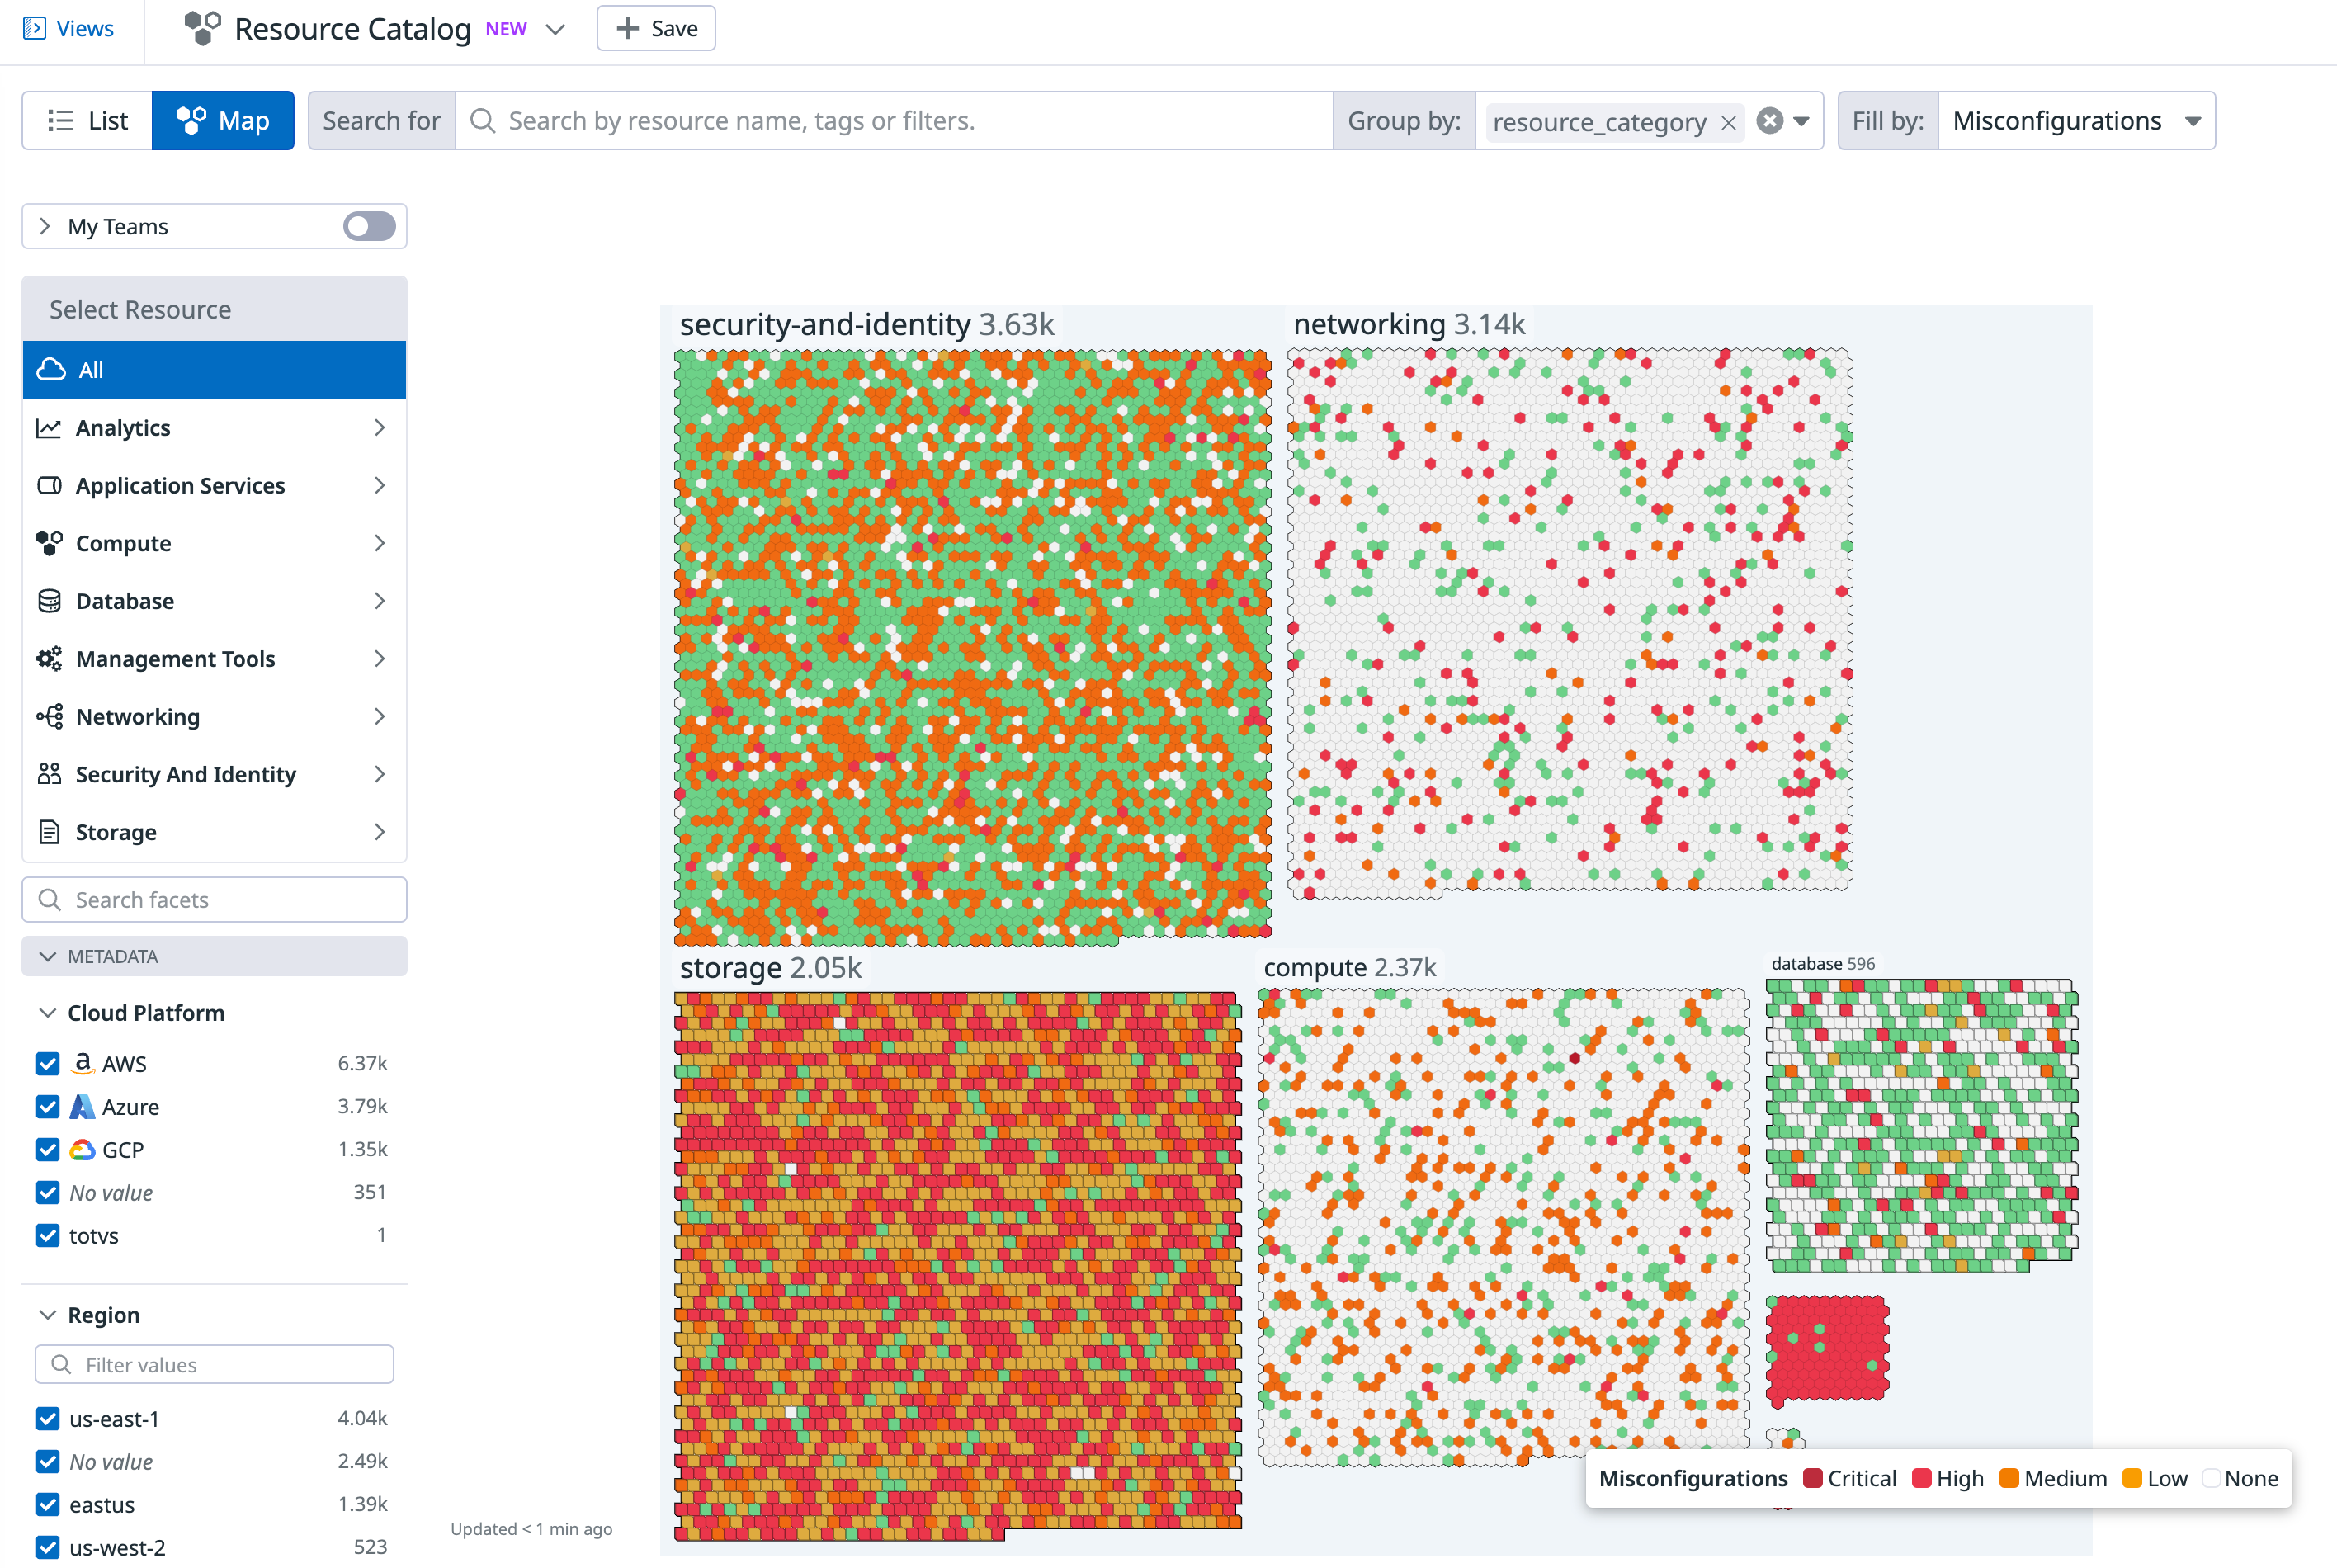 Views
Resource Catalog NEW
Save
List
Map
Search for
Search by resource name, tags or filters.
Group by:
resource_category
Fill by:
Misconfigurations
My Teams
Select Resource
All
Analytics
Application Services
Compute
Database
Management Tools
Networking
Security And Identity
Storage
Search facets
METADATA
Cloud Platform
AWS 6.37k
Azure 3.79k
GCP 1.35k
No value 351
totvs 1
Region
Filter values
us-east-1 4.04k
No value 2.49k
eastus 1.39k
us-west-2 523
security-and-identity 3.63k
networking 3.14k
storage 2.05k
compute 2.37k
database 596
Updated < 1 min ago
Misconfigurations Critical High Medium Low None